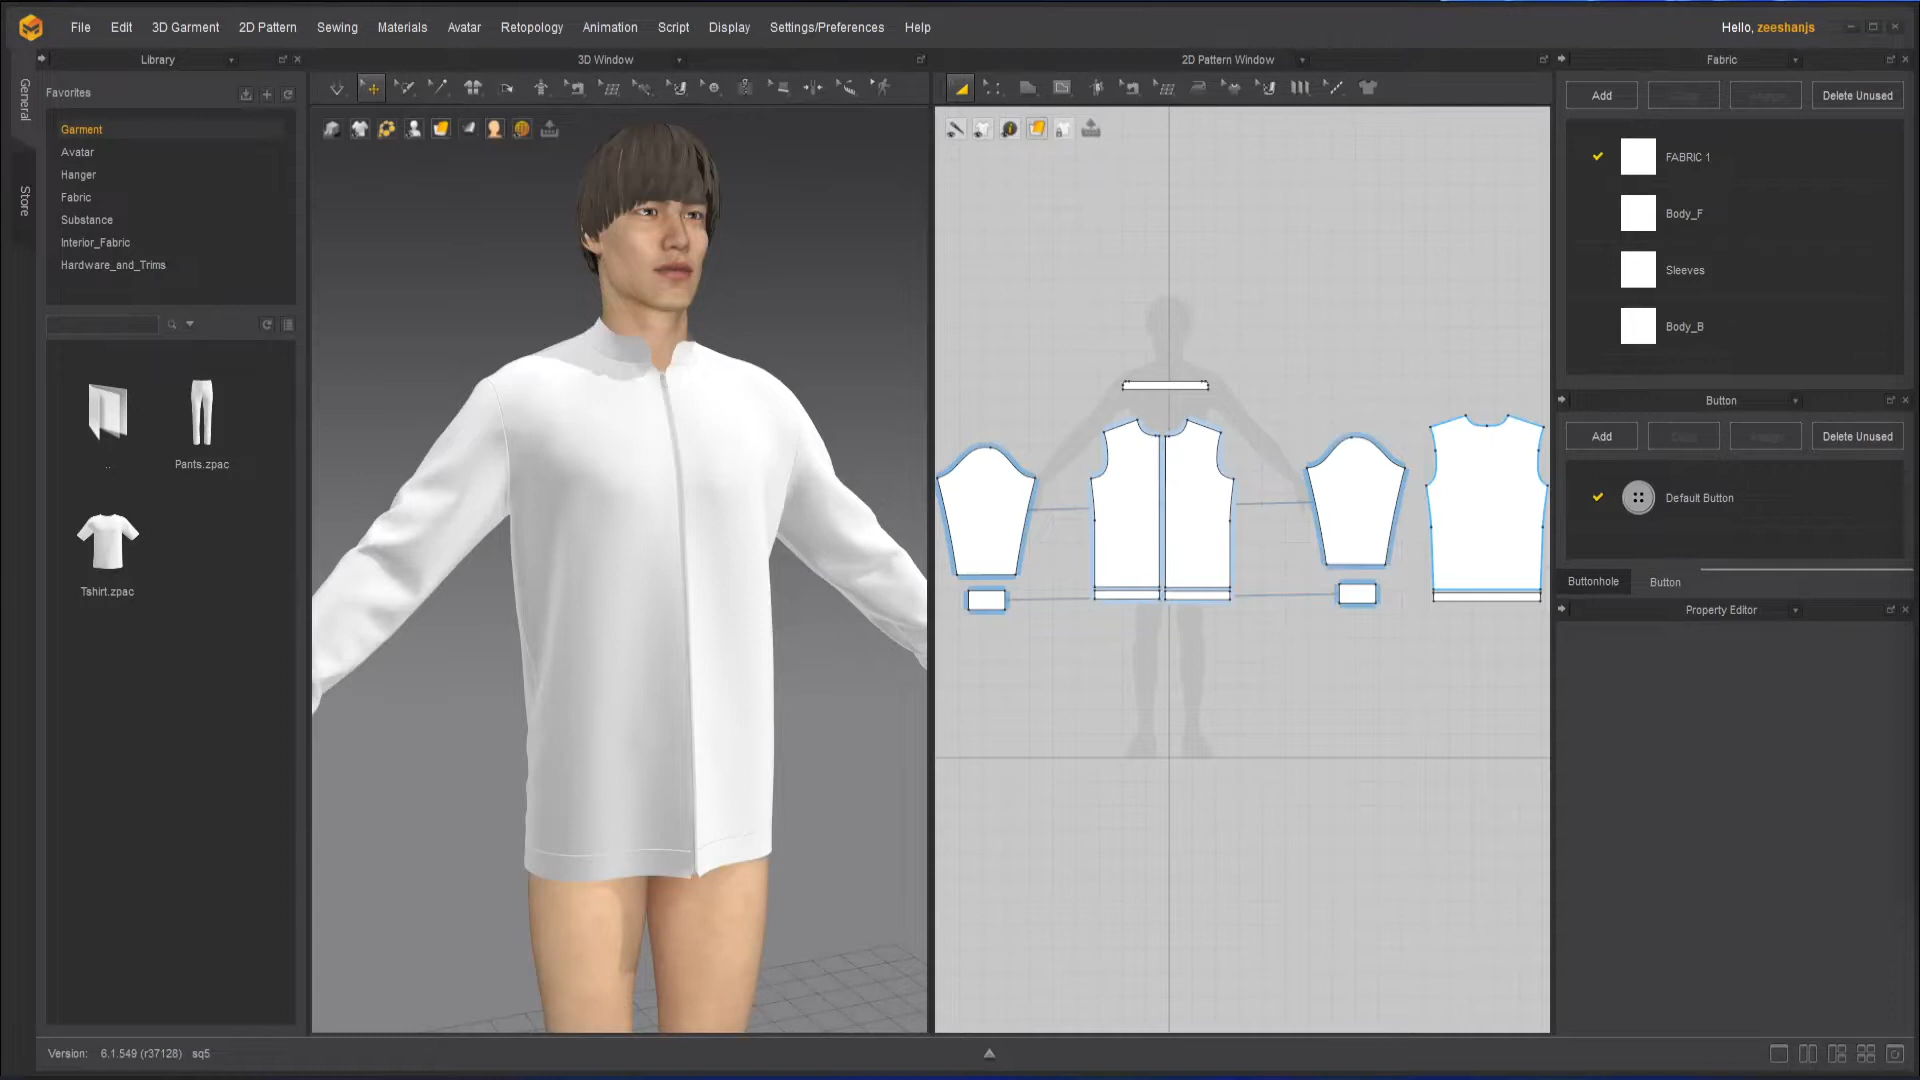 File Edit 3D Garment 2D Pattern Sewing Materials Avatar Retopology Animation Script Display Settings/Preferences Help
Hello, zeeshanjs
Library
3D Window
2D Pattern Window
Fabric
General
Store
Favorites
Garment
Avatar
Hanger
Fabric
Substance
Interior_Fabric
Hardware_and_Trims
..
Pants.zpac
Tshirt.zpac
Add
Delete Unused
FABRIC 1
Body_F
Sleeves
Body_B
Button
Add
Delete Unused
Default Button
Buttonhole Button
Property Editor
Version: 6.1.549 (r37128) sq5